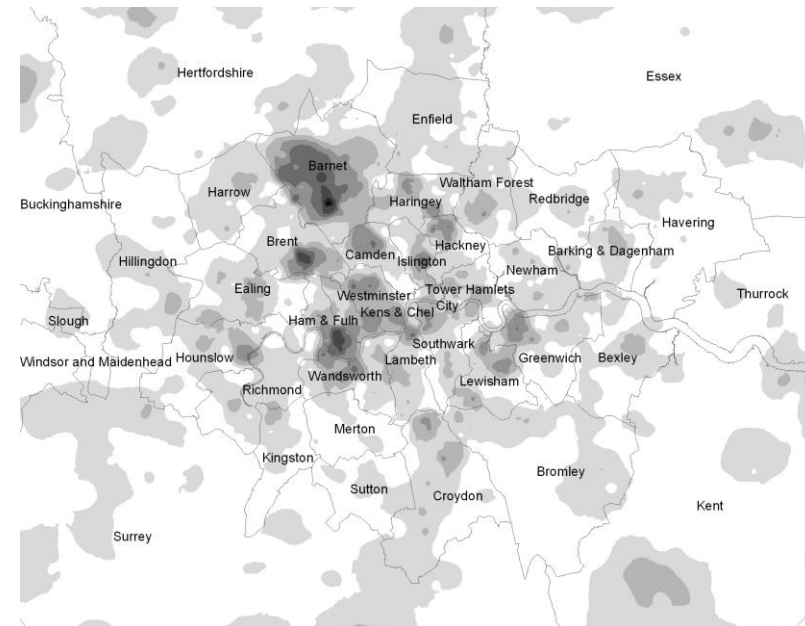 Hertfordshire
Essex
Enfield
Barnet
Waltham Forest
Harrow
Haringey
Redbridge
Buckinghamshire
Havering
Brent
Hackney
Camden
Barking & Dagenham
Hillingdon
Islington
Newham
Ealing
Tower Hamlets
Westminster
Thurrock
City
Kens & Chel
Slough
Ham & Fulh
Southwark
Windsor and Maidenhead
Hounslow
Lambeth
Greenwich
Bexley
Wandsworth
Lewisham
Richmond
Merton
Kingston
Bromley
Sutton
Croydon
Kent
Surrey